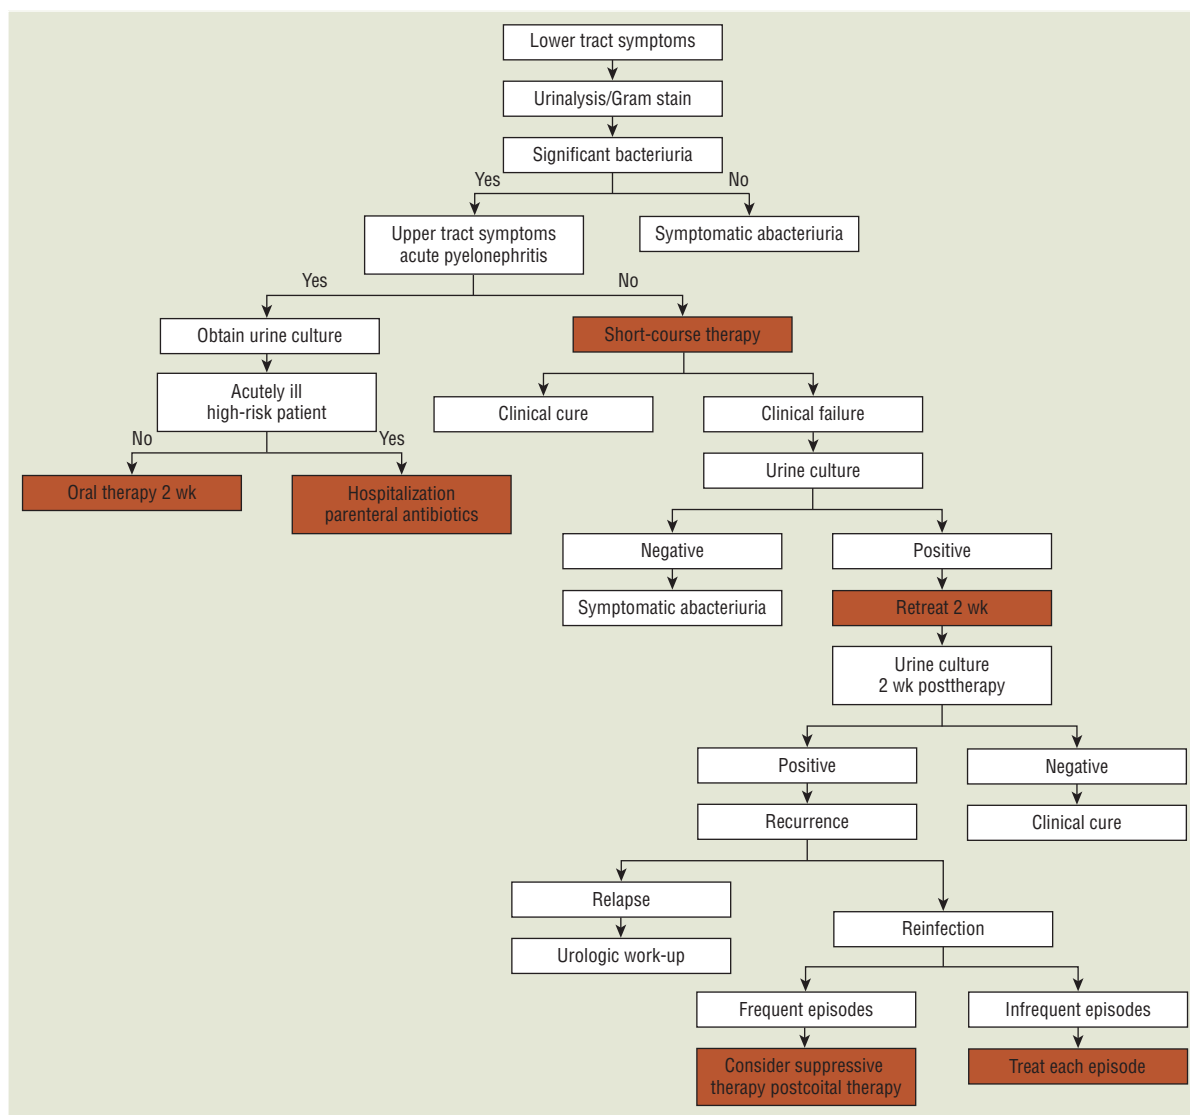 Lower tract symptoms
Urinalysis/Gram stain
Significant bacteriuria
Yes
No
Upper tract symptoms
acute pyelonephritis
Symptomatic abacteriuria
Yes
No
Obtain urine culture
Short-course therapy
Acutely ill
high-risk patient
Clinical cure
Clinical failure
No
Yes
Oral therapy 2 wk
Hospitalization
parenteral antibiotics
Urine culture
Negative
Positive
Symptomatic abacteriuria
Retreat 2 wk
Urine culture
2 wk posttherapy
Positive
Negative
Recurrence
Clinical cure
Relapse
Reinfection
Urologic work-up
Frequent episodes
Infrequent episodes
Consider suppressive
therapy postcoital therapy
Treat each episode